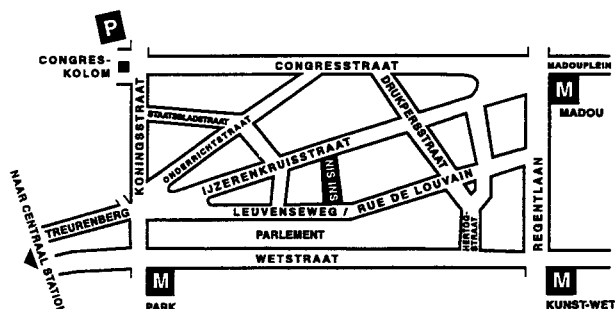 P
CONGRES-
KOLOM
CONGRESSTRAAT
MADOUPLEIN
M
MADOU
KONINGSSTRAAT
STAATSBLADSTRAAT
ONDERRICHTSTRAAT
DRUKPERSSTRAAT
IJZERENKRUISSTRAAT
NIS INS
LEUVENSEWEG / RUE DE LOUVAIN
REGENTLAAN
NAAR CENTRAAL STATION
TREURENBERG
PARLEMENT
HERTOG-
STRAAT
WETSTRAAT
M
PARK
M
KUNST-WET